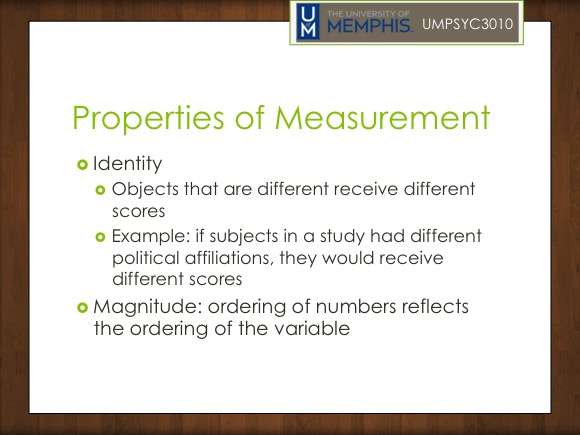 THE UNIVERSITY OF
MEMPHIS.
UM
UMPSYC3010
Properties of Measurement
Identity
Objects that are different receive different
scores
Example: if subjects in a study had different
political affiliations, they would receive
different scores
Magnitude: ordering of numbers reflects
the ordering of the variable